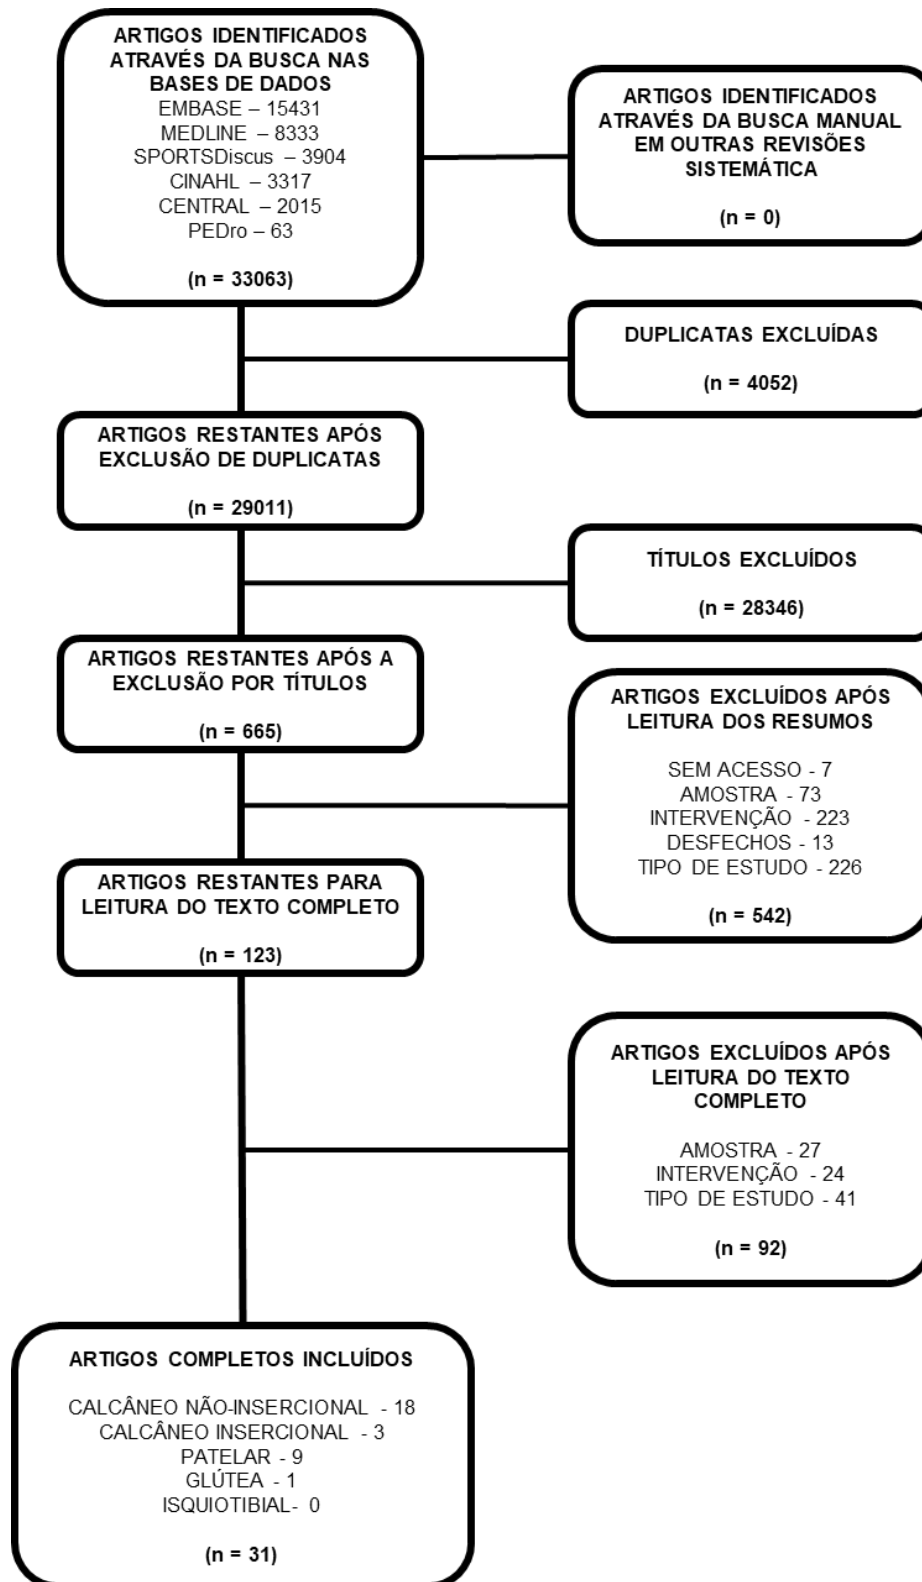 ARTIGOS IDENTIFICADOS
ATRAVÉS DA BUSCA NAS
BASES DE DADOS
EMBASE – 15431
MEDLINE – 8333
SPORTSDiscus – 3904
CINAHL – 3317
CENTRAL – 2015
PEDro – 63
(n = 33063)
ARTIGOS IDENTIFICADOS
ATRAVÉS DA BUSCA MANUAL
EM OUTRAS REVISÕES
SISTEMÁTICA
(n = 0)
DUPLICATAS EXCLUÍDAS
(n = 4052)
ARTIGOS RESTANTES APÓS
EXCLUSÃO DE DUPLICATAS
(n = 29011)
TÍTULOS EXCLUÍDOS
(n = 28346)
ARTIGOS RESTANTES APÓS A
EXCLUSÃO POR TÍTULOS
(n = 665)
ARTIGOS EXCLUÍDOS APÓS
LEITURA DOS RESUMOS
SEM ACESSO - 7
AMOSTRA - 73
INTERVENÇÃO - 223
DESFECHOS - 13
TIPO DE ESTUDO - 226
(n = 542)
ARTIGOS RESTANTES PARA
LEITURA DO TEXTO COMPLETO
(n = 123)
ARTIGOS EXCLUÍDOS APÓS
LEITURA DO TEXTO
COMPLETO
AMOSTRA - 27
INTERVENÇÃO - 24
TIPO DE ESTUDO - 41
(n = 92)
ARTIGOS COMPLETOS INCLUÍDOS
CALCÂNEO NÃO-INSERCIONAL - 18
CALCÂNEO INSERCIONAL - 3
PATELAR - 9
GLÚTEA - 1
ISQUIOTIBIAL- 0
(n = 31)